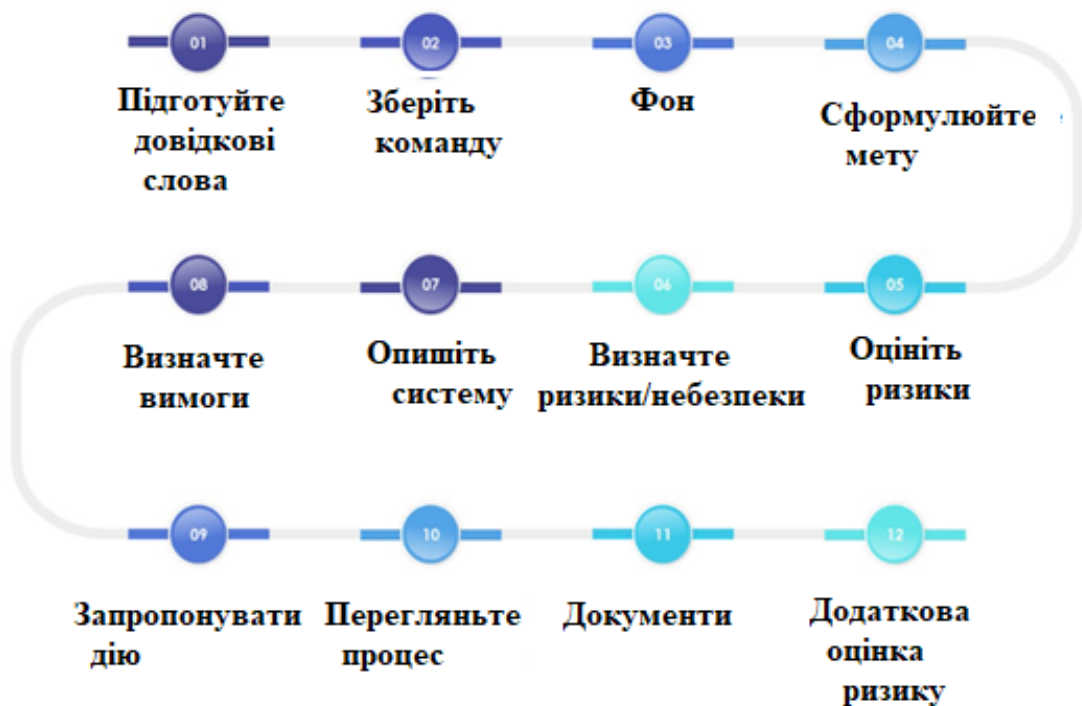 01
02
03
04
Підготуйте
довідкові
слова
Зберіть
команду
Фон
Сформулюйте
мету
05
06
07
08
Оцініть
ризики
Визначте
ризики/небезпеки
Опишіть
систему
Визначте
вимоги
09
10
11
12
Запропонувати
дію
Перегляньте
процес
Документи
Додаткова
оцінка
ризику